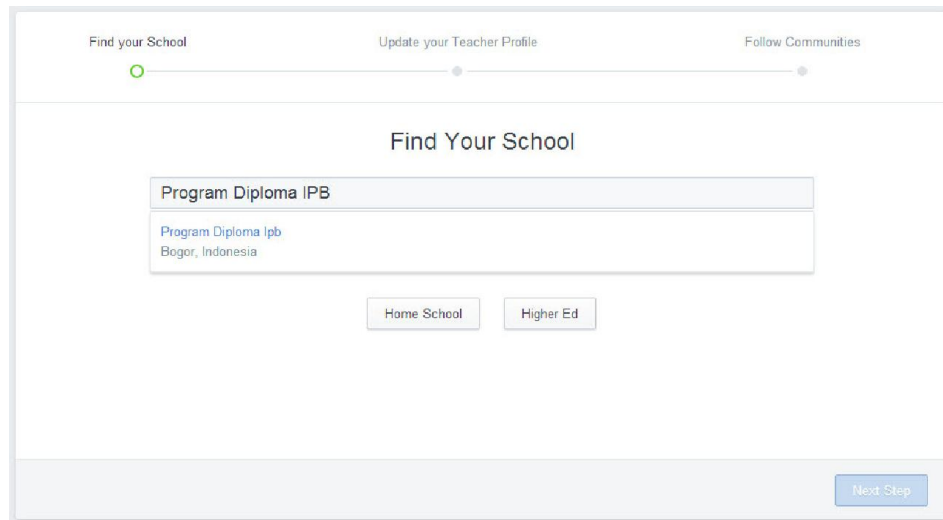 Find your School
Update your Teacher Profile
Follow Communities
Find Your School
Program Diploma IPB
Program Diploma Ipb
Bogor, Indonesia
Home School
Higher Ed
Next Step